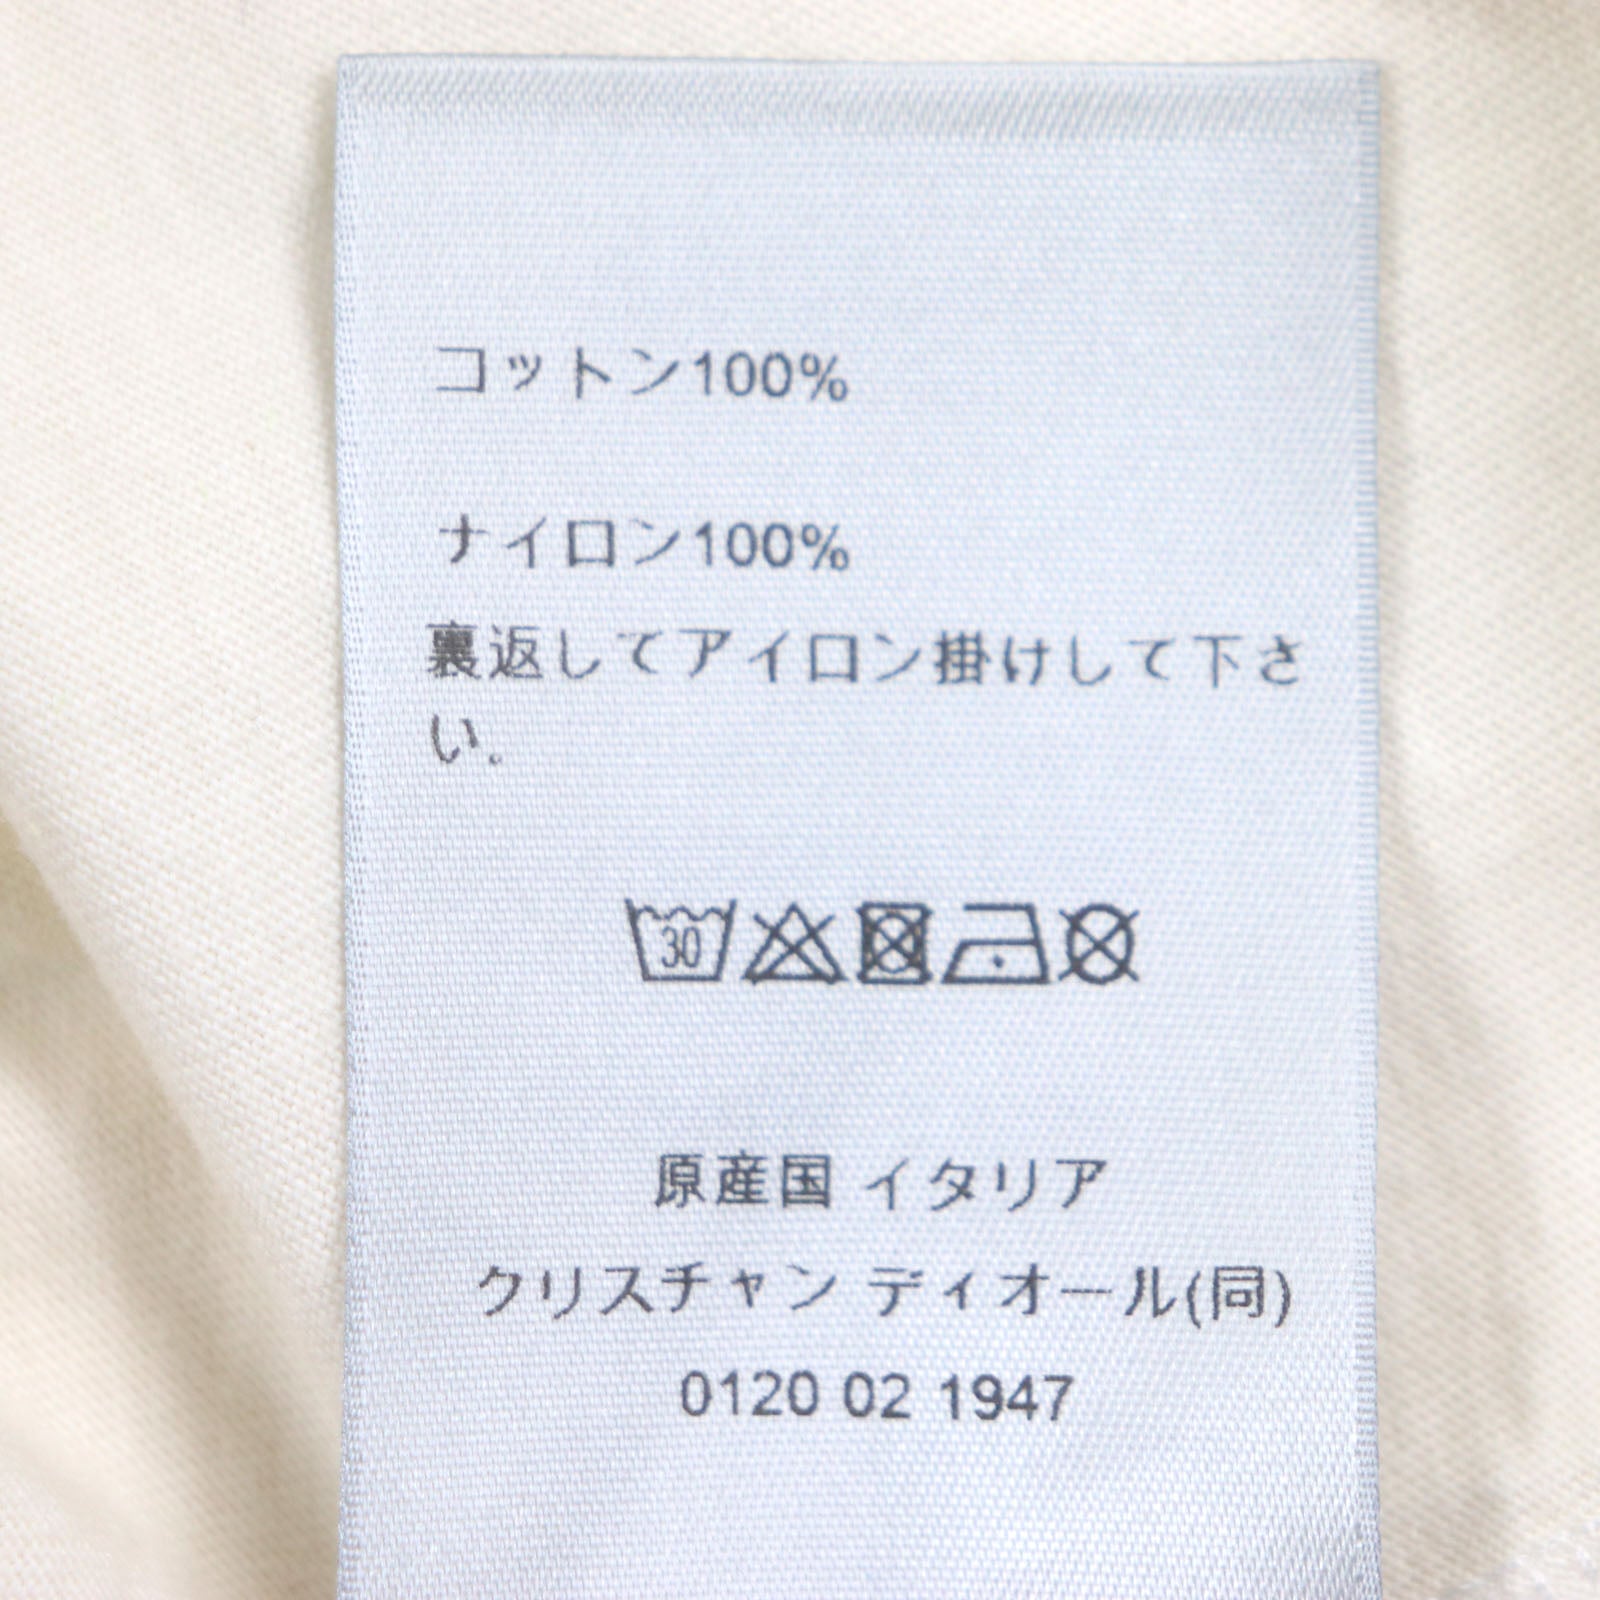 コットン100%
ナイロン100%
裏返してアイロン掛けして下さ
い。
30
原産国 イタリア
クリスチャン ディオール(同)
0120 02 1947